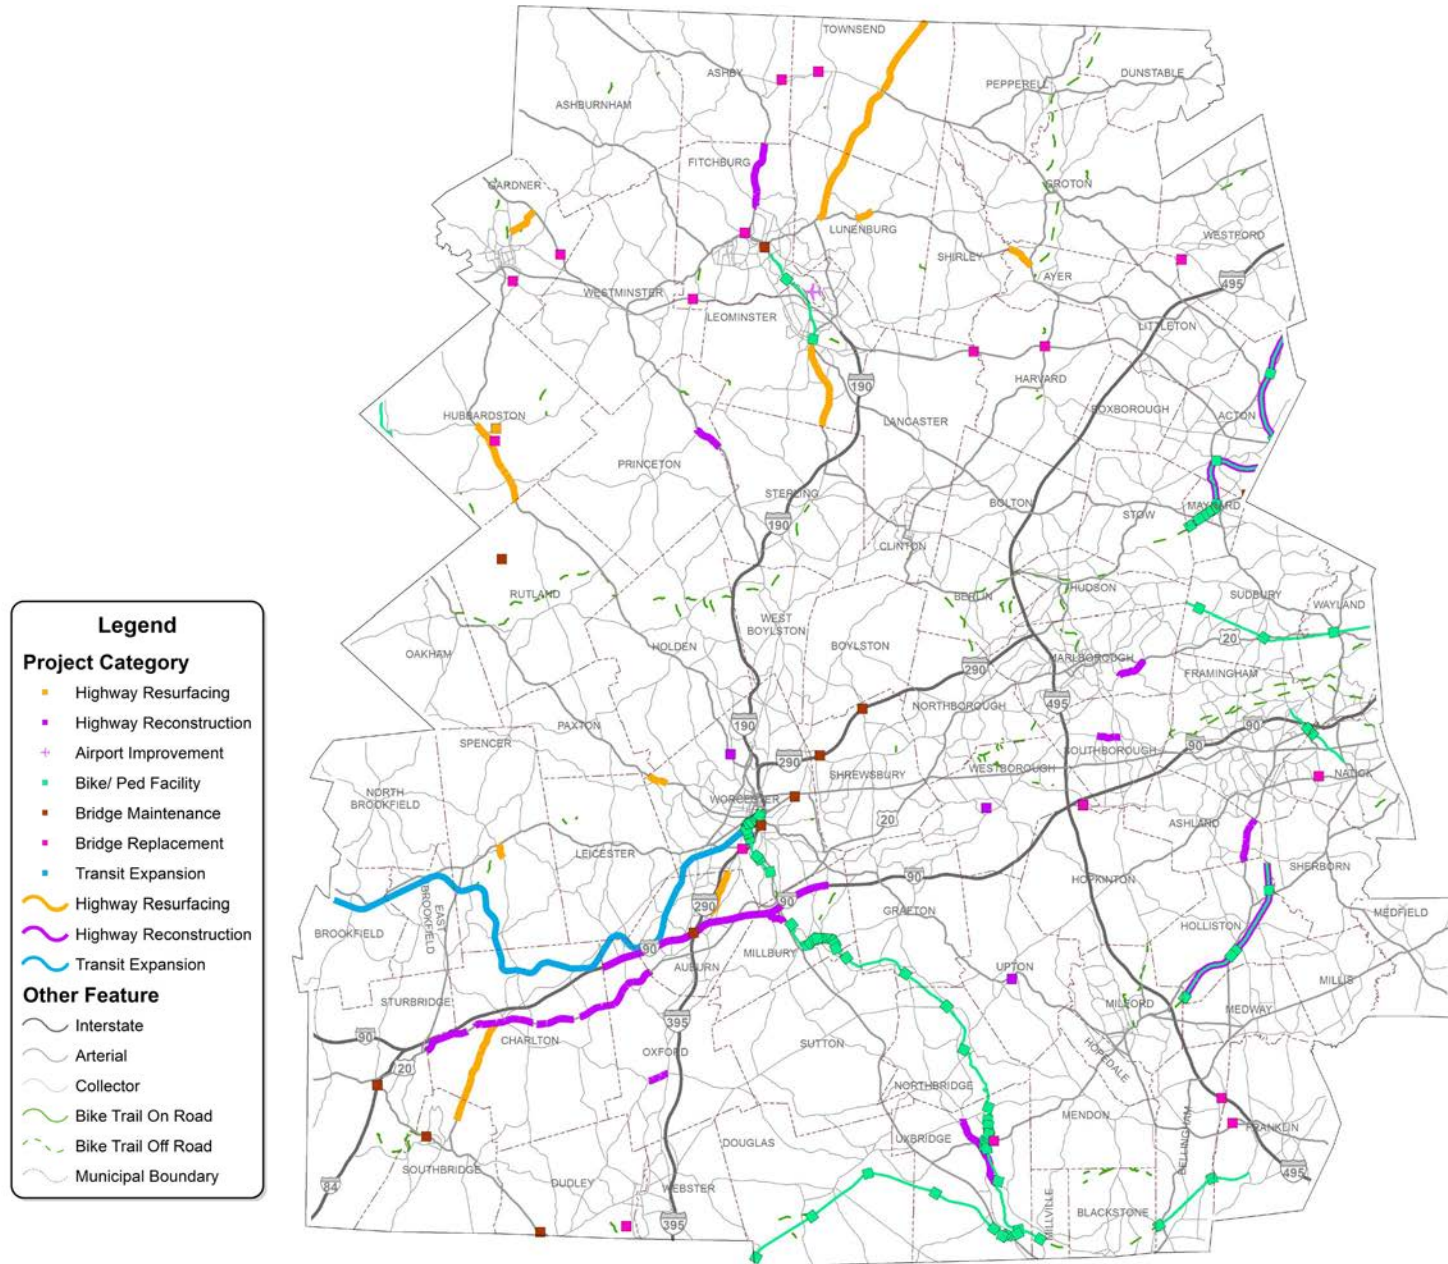 TOWNSEND
ASHBY
PEPPERELL
DUNSTABLE
ASHBURNHAM
FITCHBURG
GARDNER
GROTON
LUNENBURG
WESTFORD
SHIRLEY
AYER
495
WESTMINSTER
LEOMINSTER
LITTLETON
190
HARVARD
HUBBARDSTON
BOXBOROUGH
ACTON
LANCASTER
PRINCETON
STERLING
BOLTON
MAYNARD
STOW
190
CLINTON
RUTLAND
BERLIN
HUDSON
SUDBURY
WAYLAND
WEST
BOYLSTON
20
OAKHAM
HOLDEN
BOYLSTON
MARLBOROUGH
290
FRAMINGHAM
495
NORTHBOROUGH
PAXTON
190
90
SPENCER
90
SOUTHBOROUGH
290
WESTBOROUGH
SHREWSBURY
NATICK
NORTH
BROOKFIELD
WORCESTER
20
ASHLAND
LEICESTER
SHERBORN
90
HOPKINTON
290
90
GRAFTON
MEDFIELD
EAST
BROOKFIELD
BROOKFIELD
HOLLISTON
90
MILLBURY
AUBURN
UPTON
MILLIS
STURBRIDGE
MILFORD
MEDWAY
395
90
CHARLTON
SUTTON
HOPEDALE
OXFORD
20
NORTHBRIDGE
MENDON
FRANKLIN
DOUGLAS
UXBRIDGE
BELLINGHAM
SOUTHBRIDGE
495
84
DUDLEY
WEBSTER
MILLVILLE
BLACKSTONE
395
Legend
Project Category
Highway Resurfacing
Highway Reconstruction
Airport Improvement
Bike/ Ped Facility
Bridge Maintenance
Bridge Replacement
Transit Expansion
Highway Resurfacing
Highway Reconstruction
Transit Expansion
Other Feature
Interstate
Arterial
Collector
Bike Trail On Road
Bike Trail Off Road
Municipal Boundary